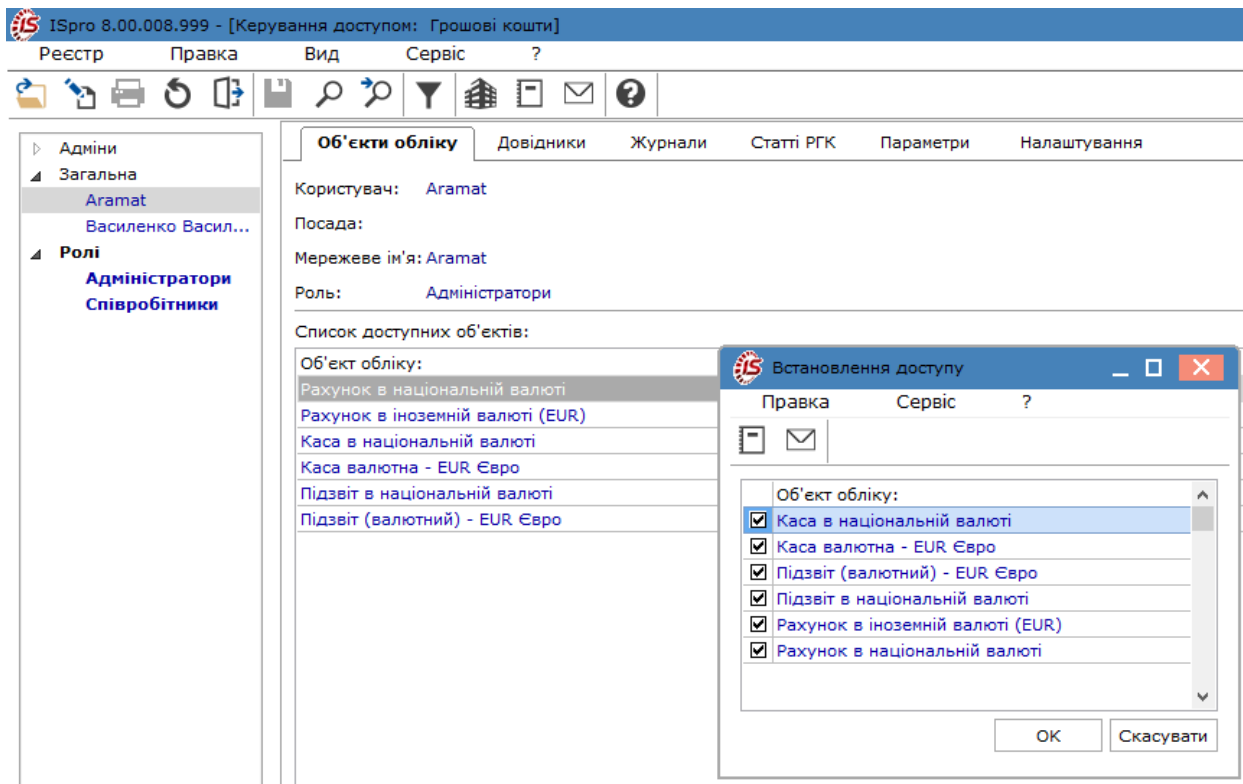 ISpro 8.00.008.999 - [Керування доступом: Грошові кошти]
Реєстр Правка Вид Сервіс ?
Адміни
Загальна
Aramat
Василенко Васил...
Ролі
Адміністратори
Співробітники
Об'єкти обліку Довідники Журнали Статті РГК Параметри Налаштування
Користувач: Aramat
Посада:
Мережеве ім'я: Aramat
Роль: Адміністратори
Список доступних об'єктів:
Об'єкт обліку:
Рахунок в національній валюті
Рахунок в іноземній валюті (EUR)
Каса в національній валюті
Каса валютна - EUR Євро
Підзвіт в національній валюті
Підзвіт (валютний) - EUR Євро
Встановлення доступу
Правка Сервіс ?
Об'єкт обліку:
Каса в національній валюті
Каса валютна - EUR Євро
Підзвіт (валютний) - EUR Євро
Підзвіт в національній валюті
Рахунок в іноземній валюті (EUR)
Рахунок в національній валюті
OK Скасувати